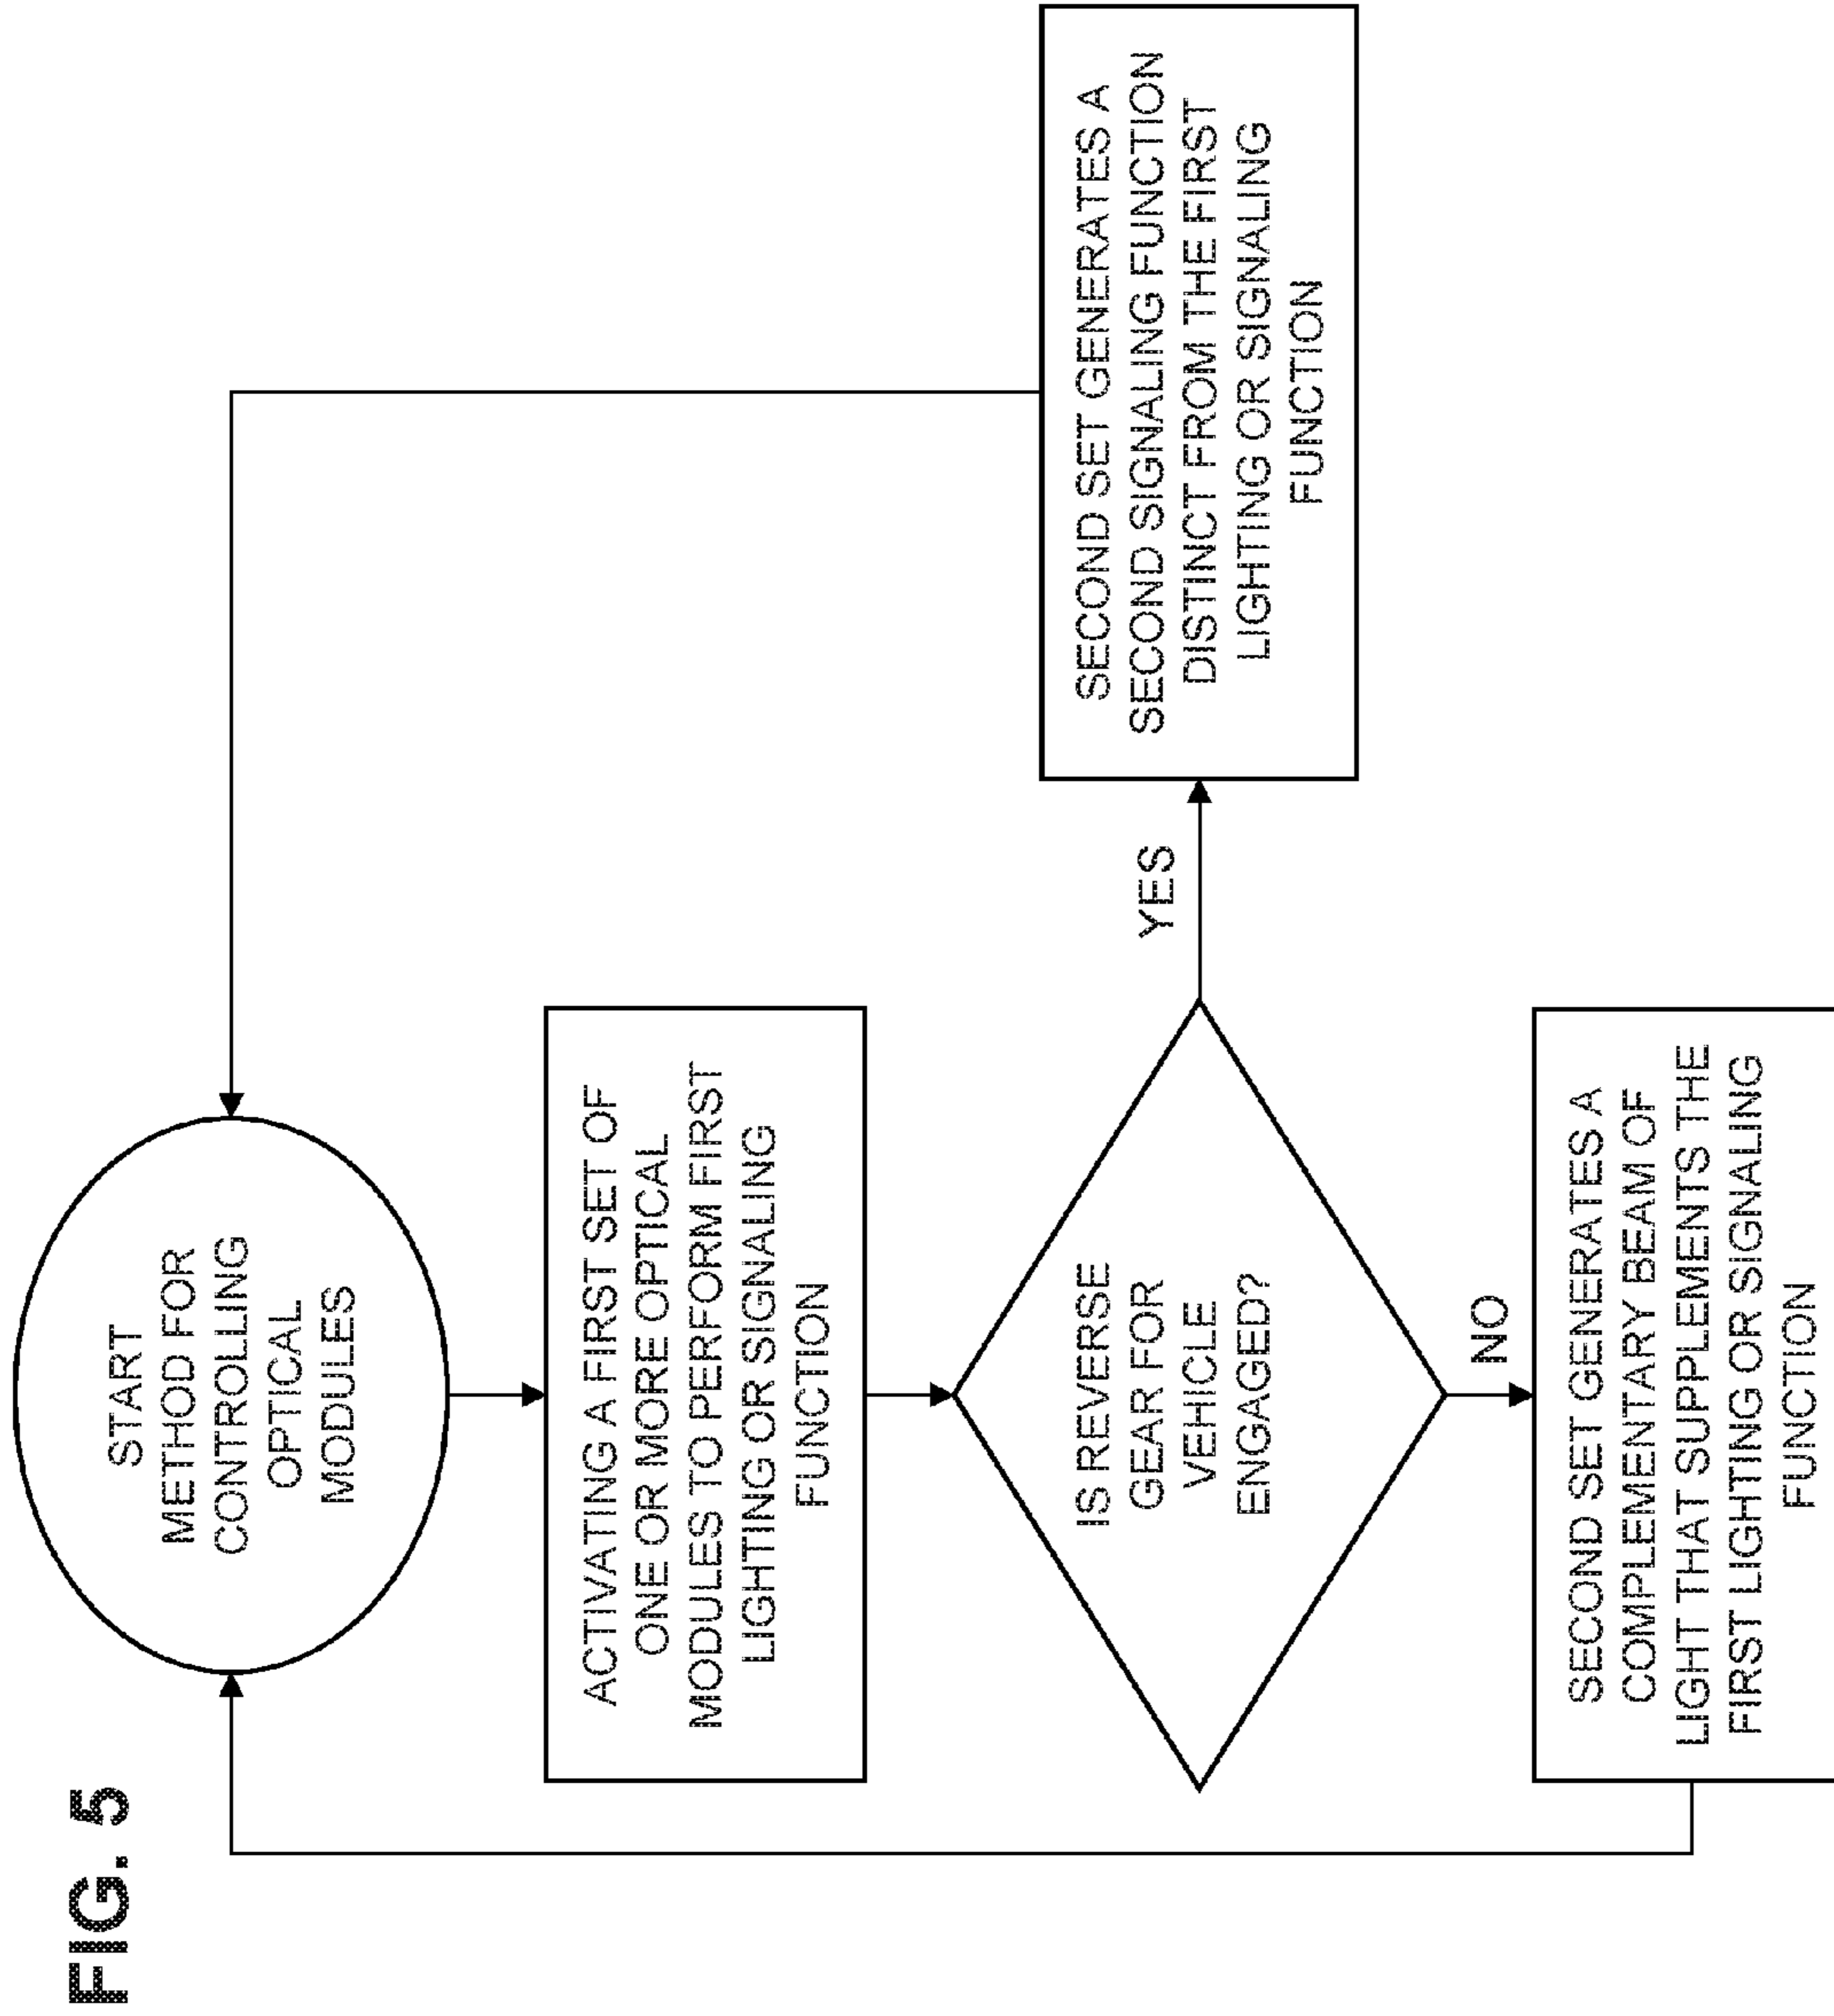 FIG. 5
START
METHOD FOR
CONTROLLING
OPTICAL
MODULES
ACTIVATING A FIRST SET OF
ONE OR MORE OPTICAL
MODULES TO PERFORM FIRST
LIGHTING OR SIGNALING
FUNCTION
IS REVERSE
GEAR FOR
VEHICLE
ENGAGED?
YES
SECOND SET GENERATES A
SECOND SIGNALING FUNCTION
DISTINCT FROM THE FIRST
LIGHTING OR SIGNALING
FUNCTION
NO
SECOND SET GENERATES A
COMPLEMENTARY BEAM OF
LIGHT THAT SUPPLEMENTS THE
FIRST LIGHTING OR SIGNALING
FUNCTION